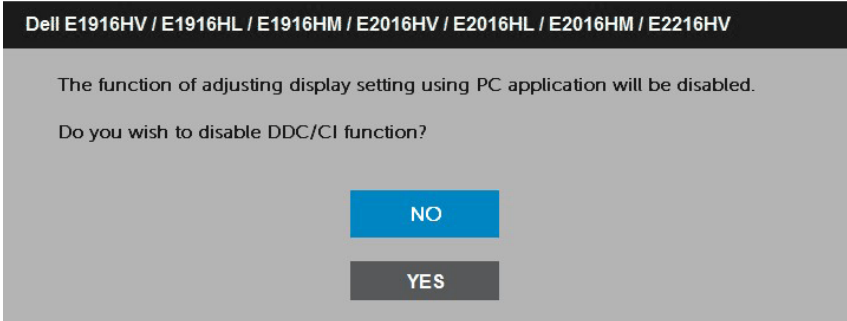 Dell E1916HV / E1916HL / E1916HM / E2016HV / E2016HL / E2016HM / E2216HV
The function of adjusting display setting using PC application will be disabled.
Do you wish to disable DDC/CI function?
NO
YES